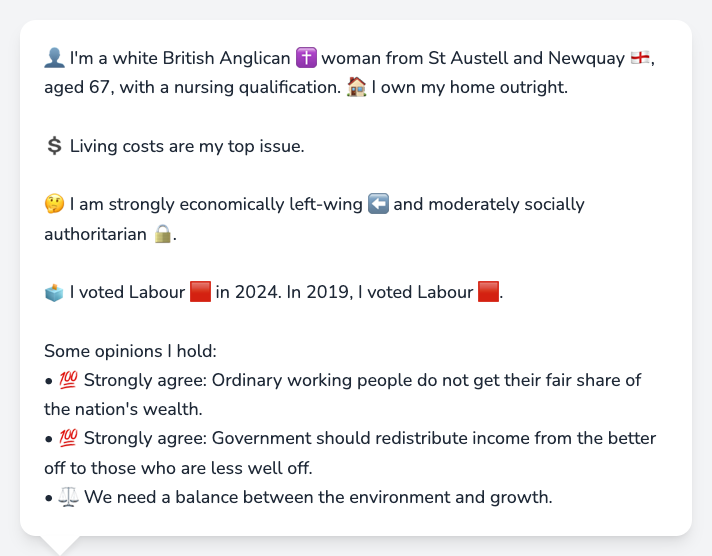 👤 I'm a white British Anglican ✝️ woman from St Austell and Newquay 🏴󠁧󠁢󠁥󠁮󠁧󠁿,
aged 67, with a nursing qualification. 🏠 I own my home outright.
💲 Living costs are my top issue.
🤔 I am strongly economically left-wing ⬅️ and moderately socially
authoritarian 🔒.
🗳️ I voted Labour 🟥 in 2024. In 2019, I voted Labour 🟥.
Some opinions I hold:
• 💯 Strongly agree: Ordinary working people do not get their fair share of
the nation's wealth.
• 💯 Strongly agree: Government should redistribute income from the better
off to those who are less well off.
• ⚖️ We need a balance between the environment and growth.